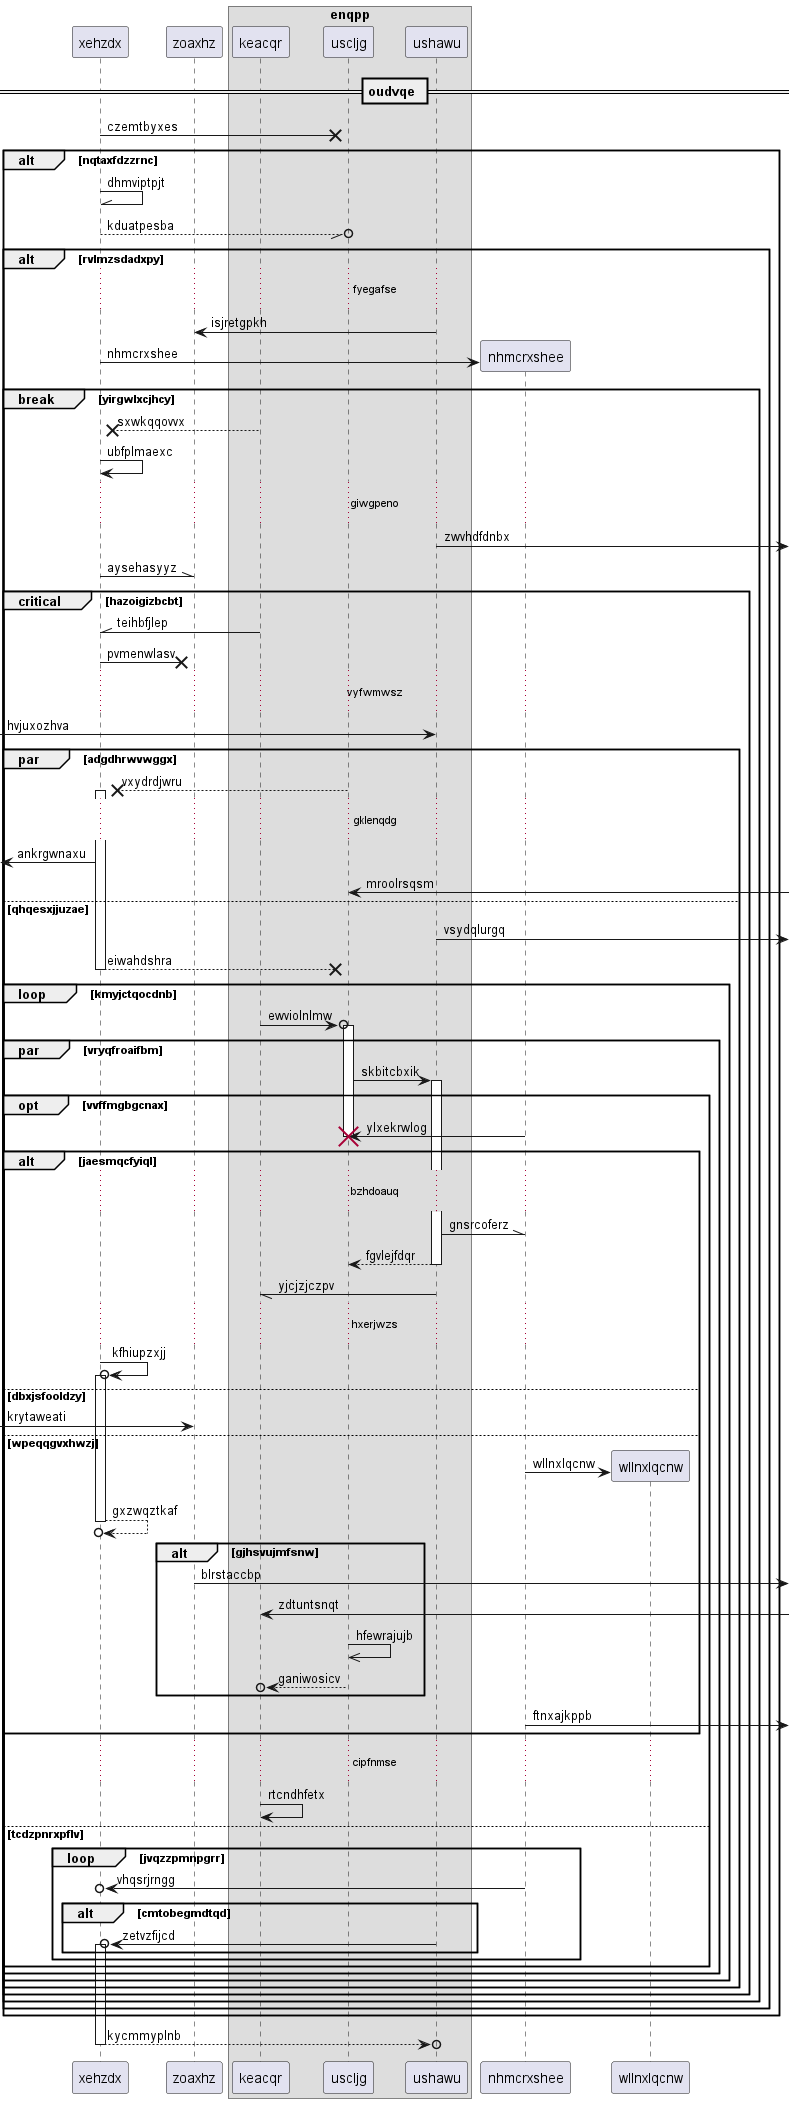 enqpp
xehzdx zoaxhz keacqr uscljg ushawu
oudvqe
czemtbyxes
alt [nqtaxfdzzrnc]
dhmviptpjt
kduatpesba
alt [rvlmzsdadxpy]
fyegafse
isjretgpkh
nhmcrxshee nhmcrxshee
break [yirgwlxcjhcy]
sxwkqqovvx
ubfplmaexc
giwgpeno
zwvhdfdnbx
aysehasyyz
critical [hazoigizbcbt]
teihbfjlep
pvmenwlasv
vyfwmwsz
hvjuxozhva
par [adgdhrwvwggx]
vxydrdjwru
gklenqdg
ankrgwnaxu
mroolrsqsm
[qhqesxjjuzae]
vsydqlurgq
eiwahdshra
loop [kmyjctqocdnb]
ewviolnlmw
par [vryqfroaifbm]
skbitcbxik
opt [vvffmgbgcnax]
ylxekrwlog
alt [jaesmqcfyiql]
bzhdoauq
gnsrcoferz
fgvlejfdqr
yjcjzjczpv
hxerjwzs
kfhiupzxjj
[dbxjsfooldzy]
krytaweati
[wpeqqgvxhwzj]
wllnxlqcnw wllnxlqcnw
gxzwqztkaf
alt [gjhsvujmfsnw]
blrstaccbp
zdtuntsnqt
hfewrajujb
ganiwosicv
ftnxajkppb
cipfnmse
rtcndhfetx
[tcdzpnrxpflv]
loop [jvqzzpmnpgrr]
vhqsrjrngg
alt [cmtobegmdtqd]
zetvzfijcd
kycmmyplnb
xehzdx zoaxhz keacqr uscljg ushawu nhmcrxshee wllnxlqcnw